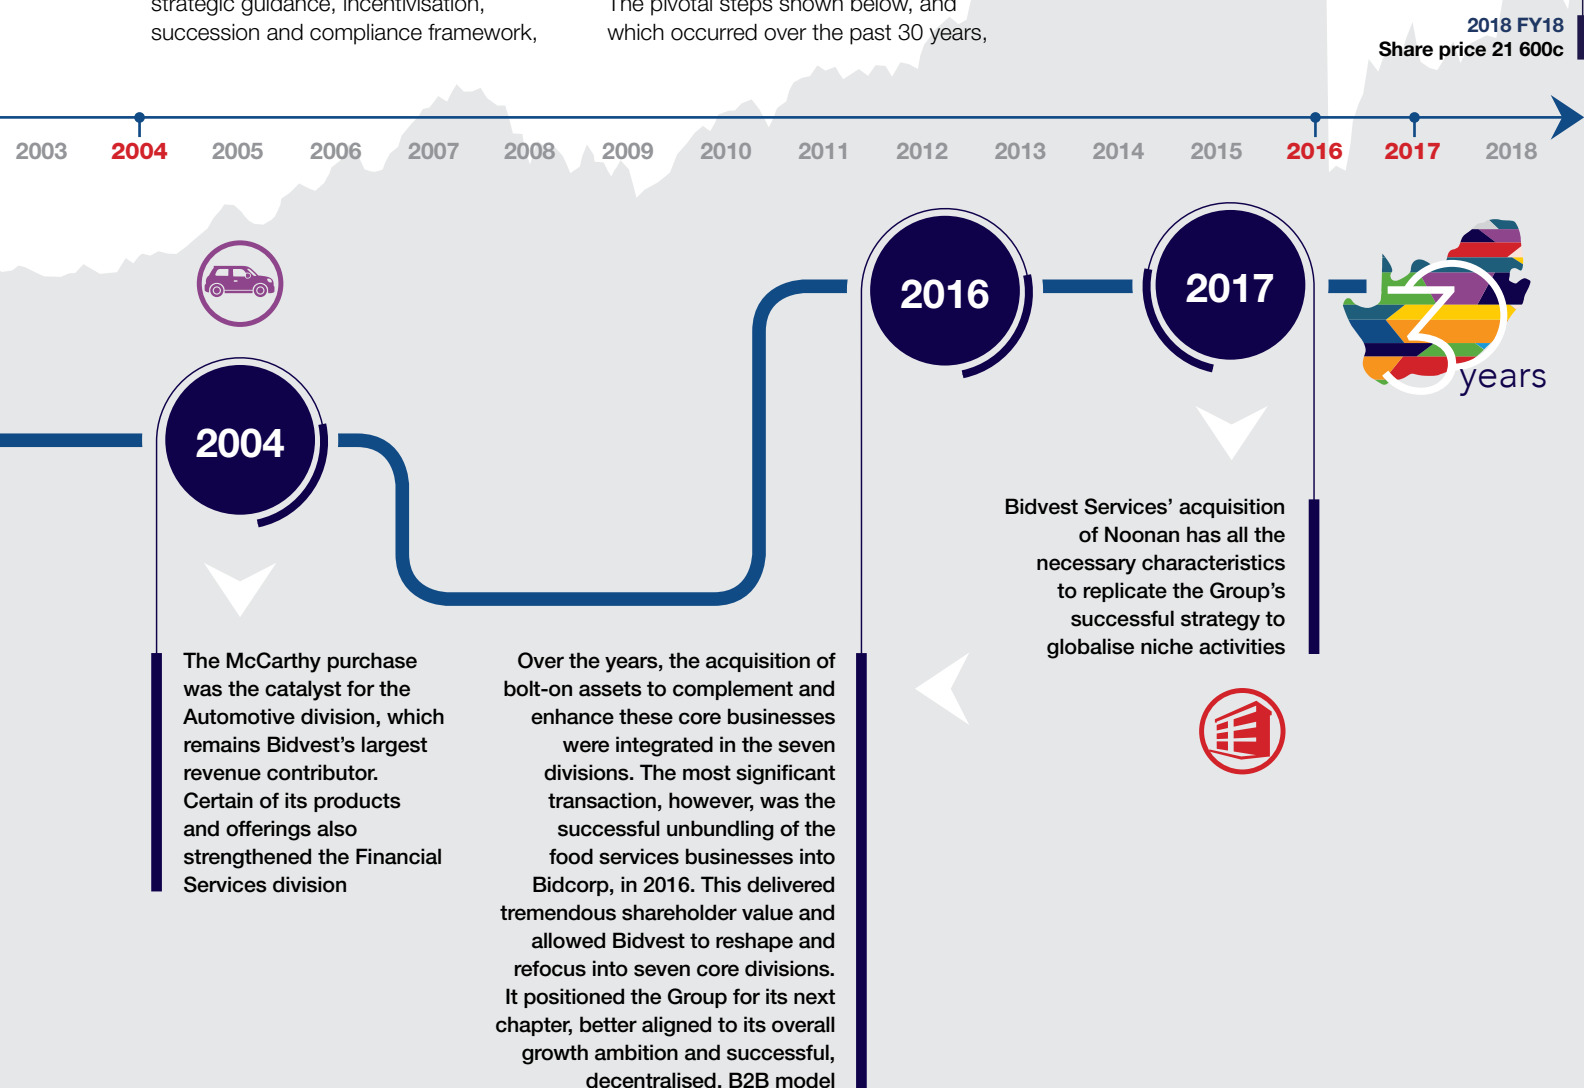 strategic guidance, incentivisation,
succession and compliance framework,
The pivotal steps shown below, and
which occurred over the past 30 years,
2018 FY18
Share price 21 600c
2003 2004 2005 2006 2007 2008 2009 2010 2011 2012 2013 2014 2015 2016 2017 2018
2004
The McCarthy purchase
was the catalyst for the
Automotive division, which
remains Bidvest’s largest
revenue contributor.
Certain of its products
and offerings also
strengthened the Financial
Services division
2016
Over the years, the acquisition of
bolt-on assets to complement and
enhance these core businesses
were integrated in the seven
divisions. The most significant
transaction, however, was the
successful unbundling of the
food services businesses into
Bidcorp, in 2016. This delivered
tremendous shareholder value and
allowed Bidvest to reshape and
refocus into seven core divisions.
It positioned the Group for its next
chapter, better aligned to its overall
growth ambition and successful,
decentralised, B2B model
2017
Bidvest Services’ acquisition
of Noonan has all the
necessary characteristics
to replicate the Group’s
successful strategy to
globalise niche activities
30
years